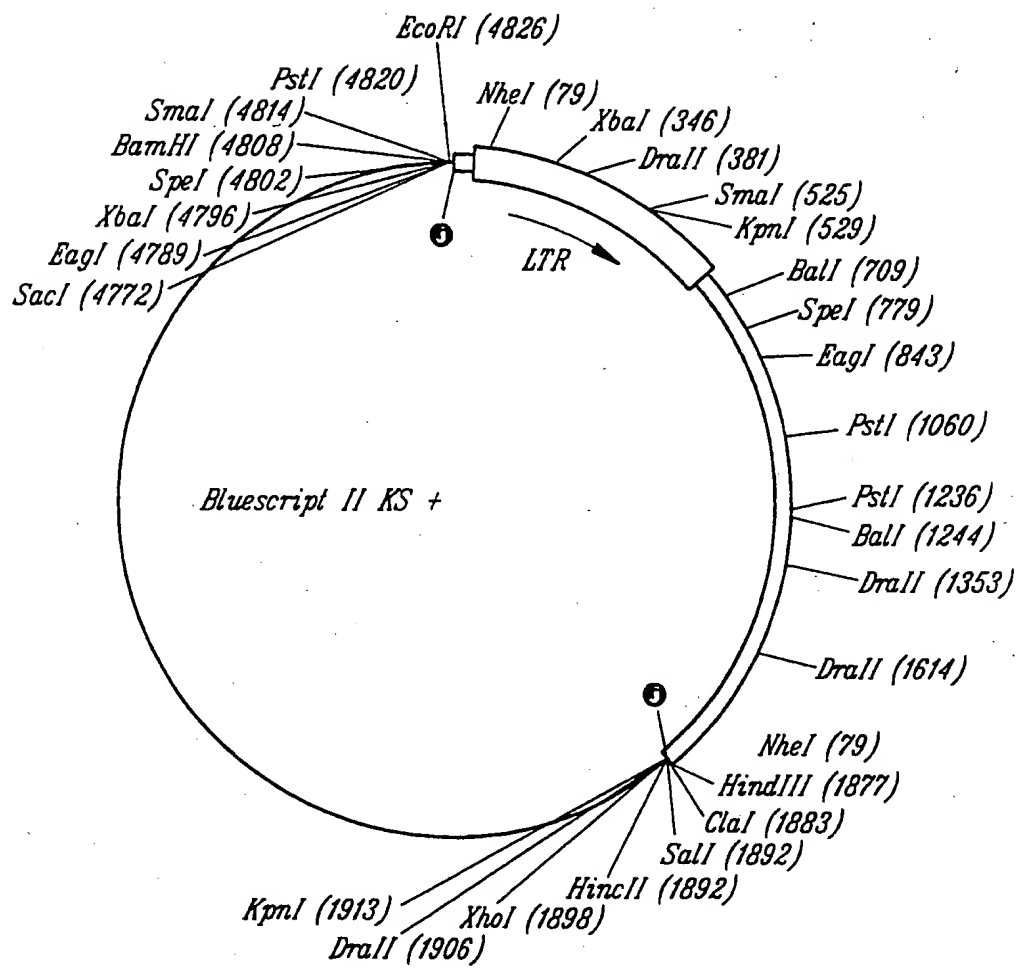 EcoRI (4826)
PstI (4820)
SmaI (4814)
BamHI (4808)
SpeI (4802)
XbaI (4796)
EagI (4789)
SacI (4772)
NheI (79)
XbaI (346)
DraII (381)
SmaI (525)
KpnI (529)
LTR
BalI (709)
SpeI (779)
EagI (843)
PstI (1060)
Bluescript II KS +
PstI (1236)
BalI (1244)
DraII (1353)
DraII (1614)
NheI (79)
HindIII (1877)
ClaI (1883)
SalI (1892)
HincII (1892)
XhoI (1898)
DraII (1906)
KpnI (1913)